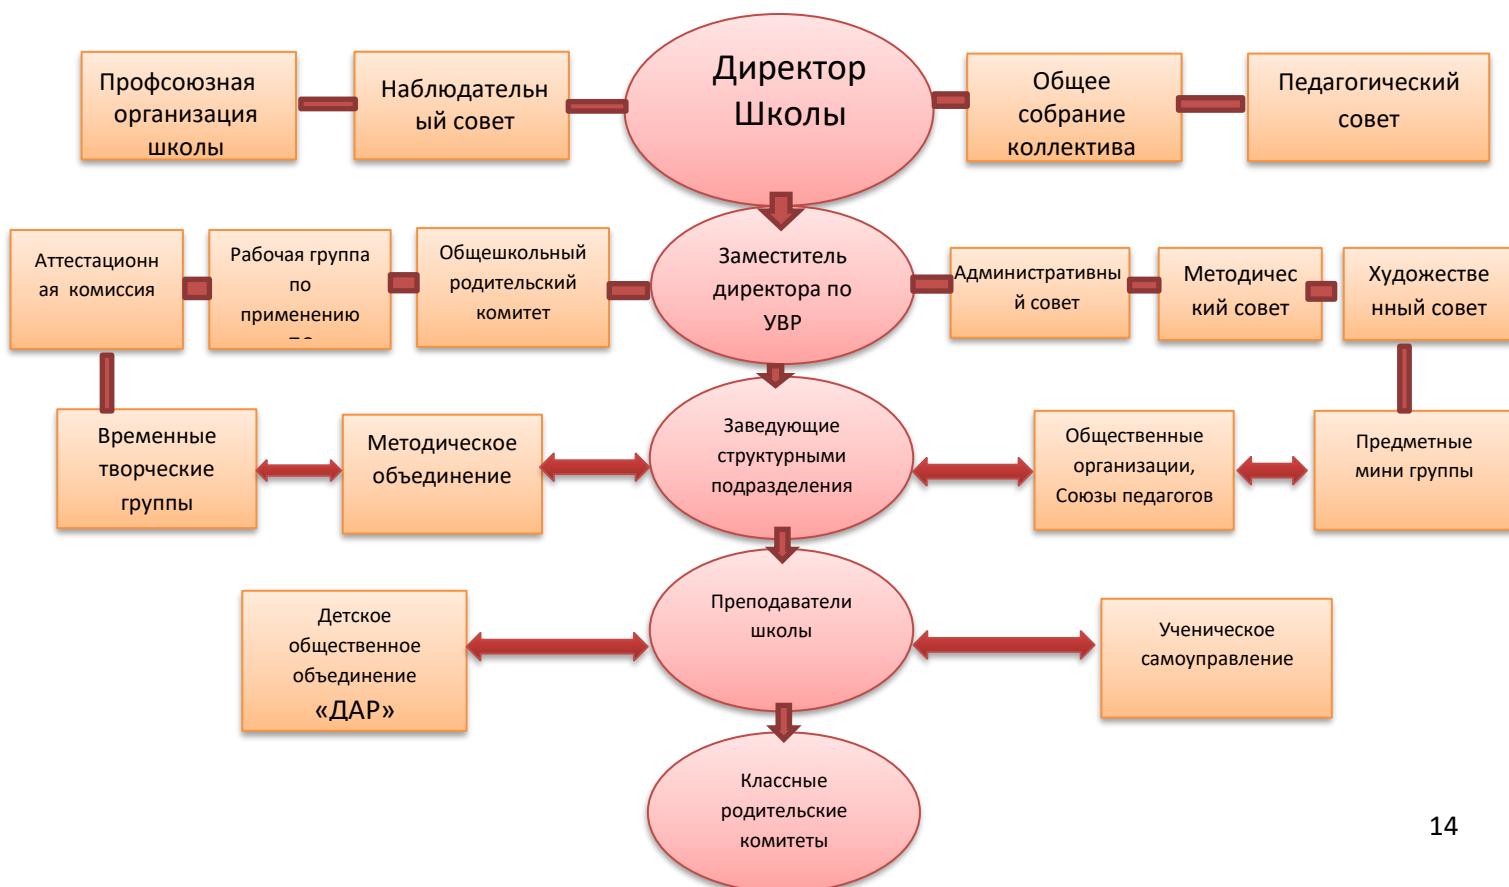 Директор
Школы
Профсоюзная
организация
школы
Наблюдательн
ый совет
Общее
собрание
коллектива
Педагогический
совет
Аттестационн
ая комиссия
Рабочая группа
по
применению
Общешкольный
родительский
комитет
Заместитель
директора по
УВР
Административны
й совет
Методичес
кий совет
Художестве
нный совет
Временные
творческие
группы
Методическое
объединение
Заведующие
структурными
подразделения
Общественные
организации,
Союзы педагогов
Предметные
мини группы
Детское
общественное
объединение
«ДАР»
Преподаватели
школы
Ученическое
самоуправление
Классные
родительские
комитеты
14